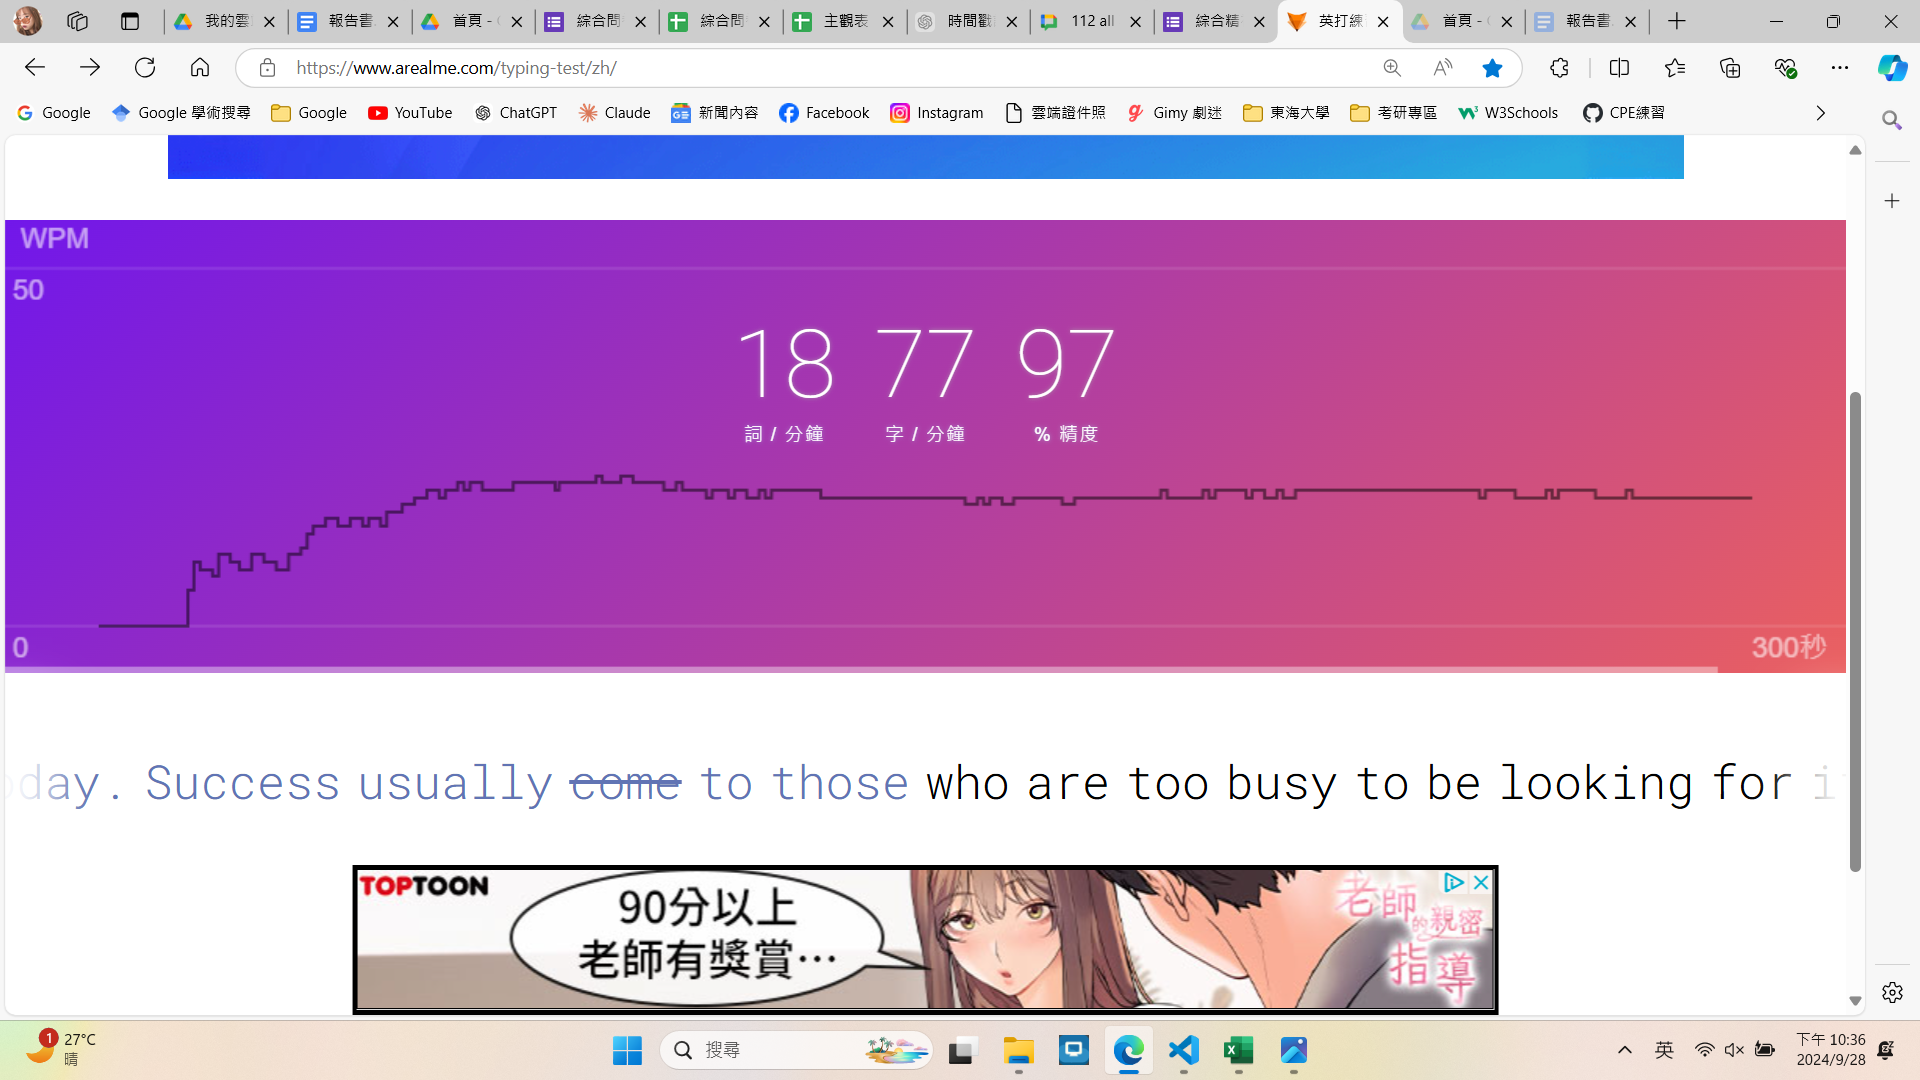 我的雲
報告書
首頁 -
綜合問
綜合問
主觀表
時間戳
112 all
綜合精
英打練
首頁 -
報告書
https://www.arealme.com/typing-test/zh/
Google
Google 學術搜尋
Google
YouTube
ChatGPT
Claude
新聞內容
Facebook
Instagram
雲端證件照
Gimy 劇迷
東海大學
考研專區
W3Schools
CPE練習
WPM
50
18 77 97
詞 / 分鐘 字 / 分鐘 % 精度
0 300秒
oday. Success usually come to those who are too busy to be looking for i
TOPTOON
90分以上
老師有獎賞⋯
老師的親密
指導
1
27°C
晴
搜尋
英
下午 10:36
2024/9/28